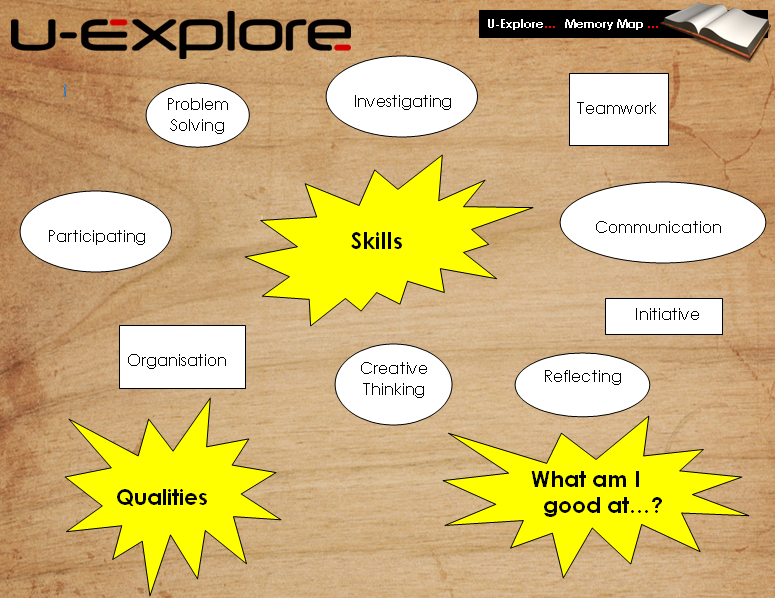 U-Explore
U-Explore... Memory Map ...
Problem
Solving
Investigating
Teamwork
Participating
Skills
Communication
Initiative
Organisation
Creative
Thinking
Reflecting
Qualities
What am I
good at...?